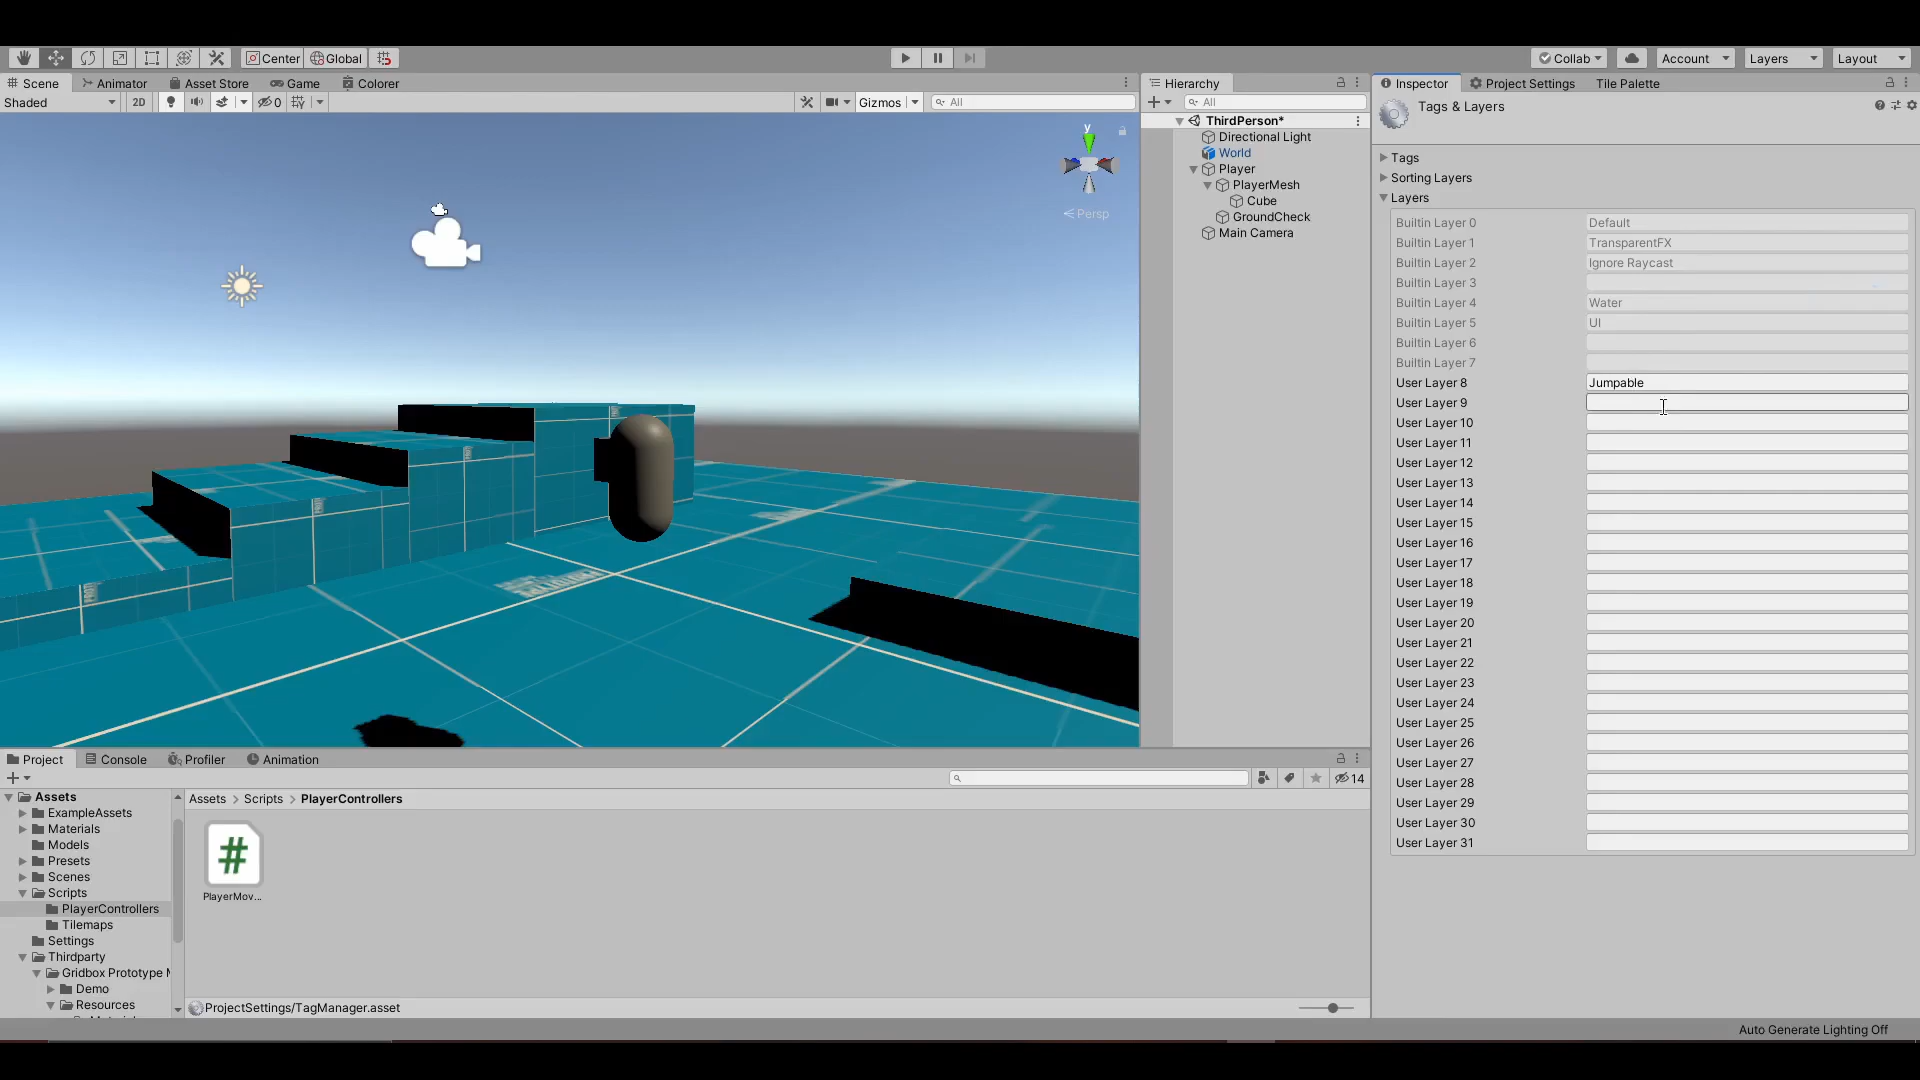 Center Global Collab Account Layers Layout
Scene Animator Asset Store Game Colorer
Shaded 2D 0 Gizmos All
y
Persp
Hierarchy
All
ThirdPerson*
Directional Light
World
Player
PlayerMesh
Cube
GroundCheck
Main Camera
Inspector Project Settings Tile Palette
Tags & Layers
Tags
Sorting Layers
Layers
Builtin Layer 0 Default
Builtin Layer 1 TransparentFX
Builtin Layer 2 Ignore Raycast
Builtin Layer 3
Builtin Layer 4 Water
Builtin Layer 5 UI
Builtin Layer 6
Builtin Layer 7
User Layer 8 Jumpable
User Layer 9
User Layer 10
User Layer 11
User Layer 12
User Layer 13
User Layer 14
User Layer 15
User Layer 16
User Layer 17
User Layer 18
User Layer 19
User Layer 20
User Layer 21
User Layer 22
User Layer 23
User Layer 24
User Layer 25
User Layer 26
User Layer 27
User Layer 28
User Layer 29
User Layer 30
User Layer 31
Project Console Profiler Animation
14
Assets
ExampleAssets
Materials
Models
Presets
Scenes
Scripts
PlayerControllers
Tilemaps
Settings
Thirdparty
Gridbox Prototype
Demo
Resources
Assets > Scripts > PlayerControllers
#
PlayerMov...
ProjectSettings/TagManager.asset
Auto Generate Lighting Off